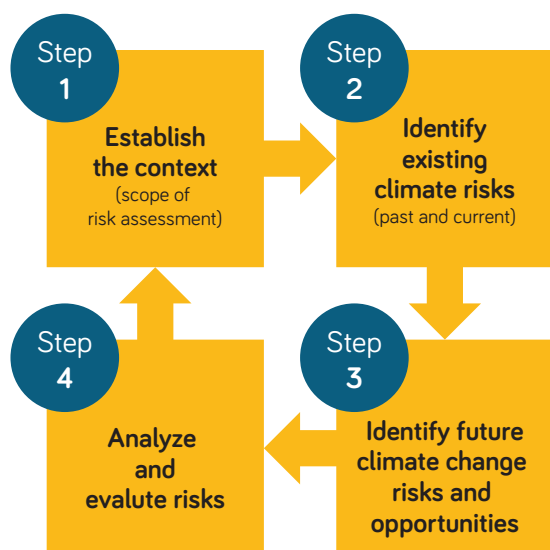 Step
1
Establish
the context
(scope of
risk assessment)
Step
2
Identify
existing
climate risks
(past and current)
Step
3
Identify future
climate change
risks and
opportunities
Step
4
Analyze
and
evalute risks